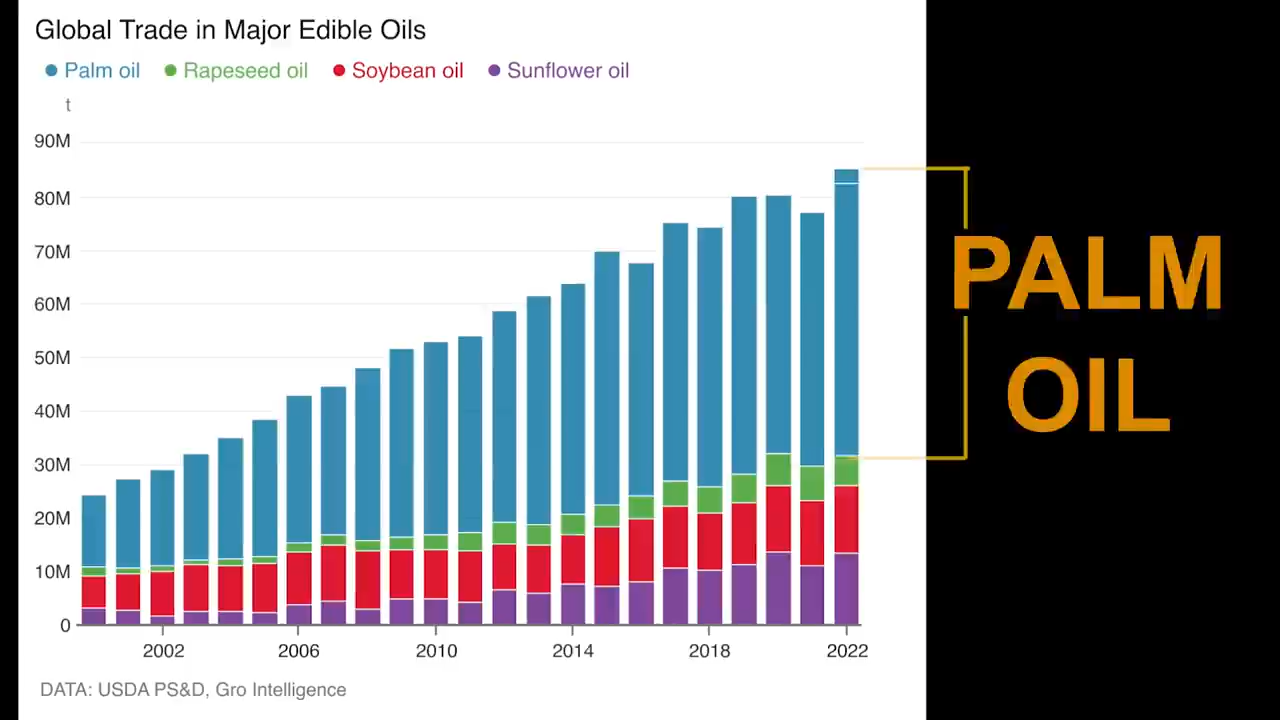 Global Trade in Major Edible Oils
Palm oil Rapeseed oil Soybean oil Sunflower oil
t
90M
80M
70M
60M
50M
40M
30M
20M
10M
0
2002 2006 2010 2014 2018 2022
DATA: USDA PS&D, Gro Intelligence
PALM
OIL